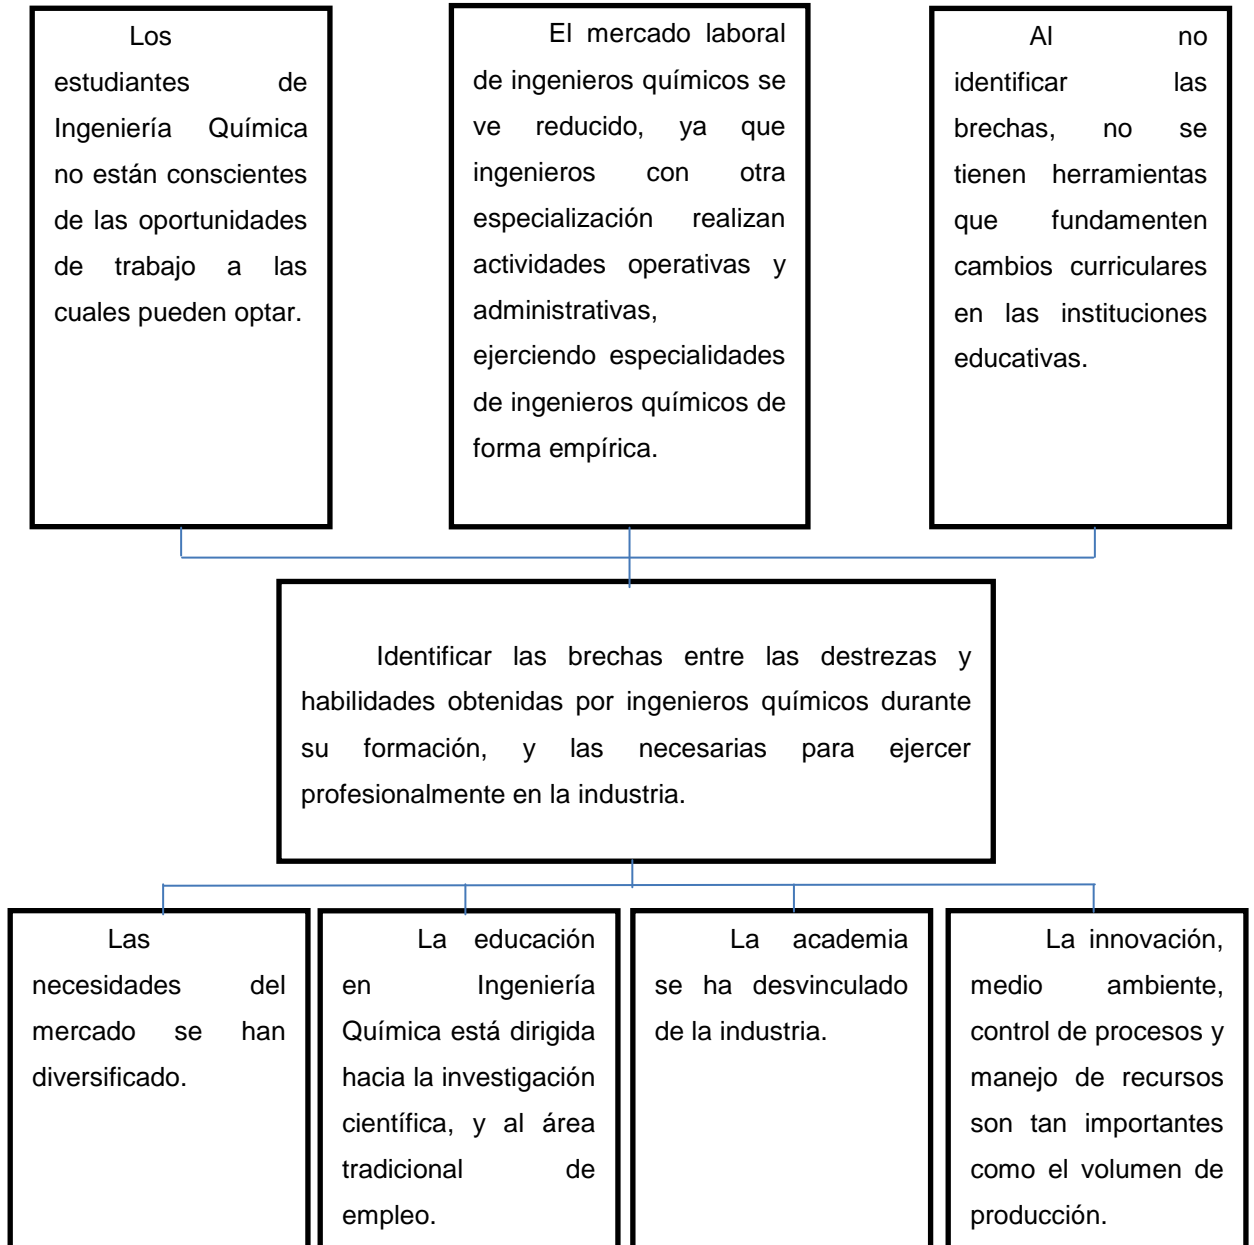 Los
estudiantes de
Ingeniería Química
no están conscientes
de las oportunidades
de trabajo a las
cuales pueden optar.
El mercado laboral
de ingenieros químicos se
ve reducido, ya que
ingenieros con otra
especialización realizan
actividades operativas y
administrativas,
ejerciendo especialidades
de ingenieros químicos de
forma empírica.
Al no
identificar las
brechas, no se
tienen herramientas
que fundamenten
cambios curriculares
en las instituciones
educativas.
Identificar las brechas entre las destrezas y
habilidades obtenidas por ingenieros químicos durante
su formación, y las necesarias para ejercer
profesionalmente en la industria.
Las
necesidades del
mercado se han
diversificado.
La educación
en Ingeniería
Química está dirigida
hacia la investigación
científica, y al área
tradicional de
empleo.
La academia
se ha desvinculado
de la industria.
La innovación,
medio ambiente,
control de procesos y
manejo de recursos
son tan importantes
como el volumen de
producción.